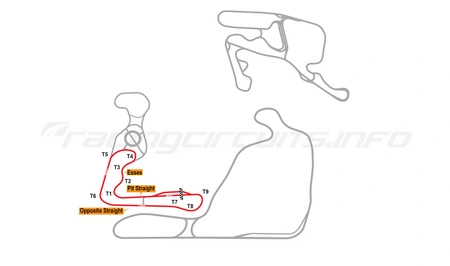 racingcircuits.info
T5
T4
T3
Esses
T2
T1
Pit Straight
T9
T6
T7
T8
Opposite Straight